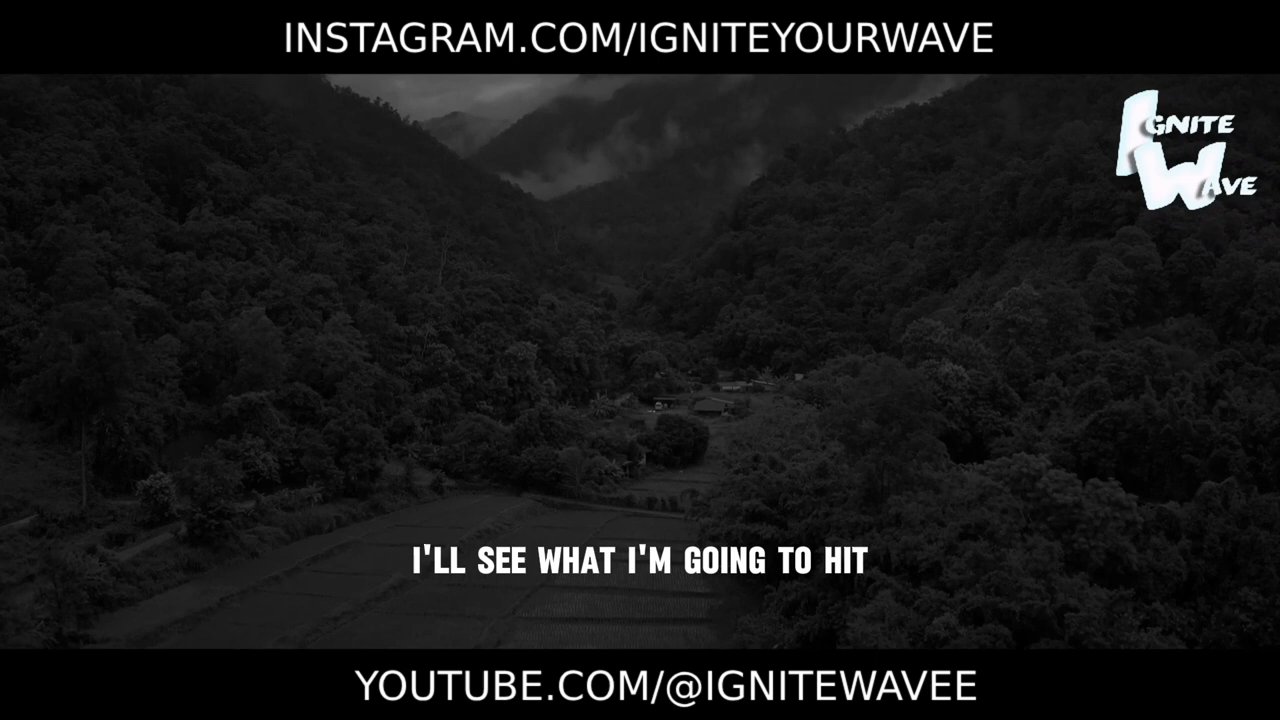 INSTAGRAM.COM/IGNITEYOURWAVE
IGNITE
WAVE
I'LL SEE WHAT I'M GOING TO HIT
YOUTUBE.COM/@IGNITEWAVEE